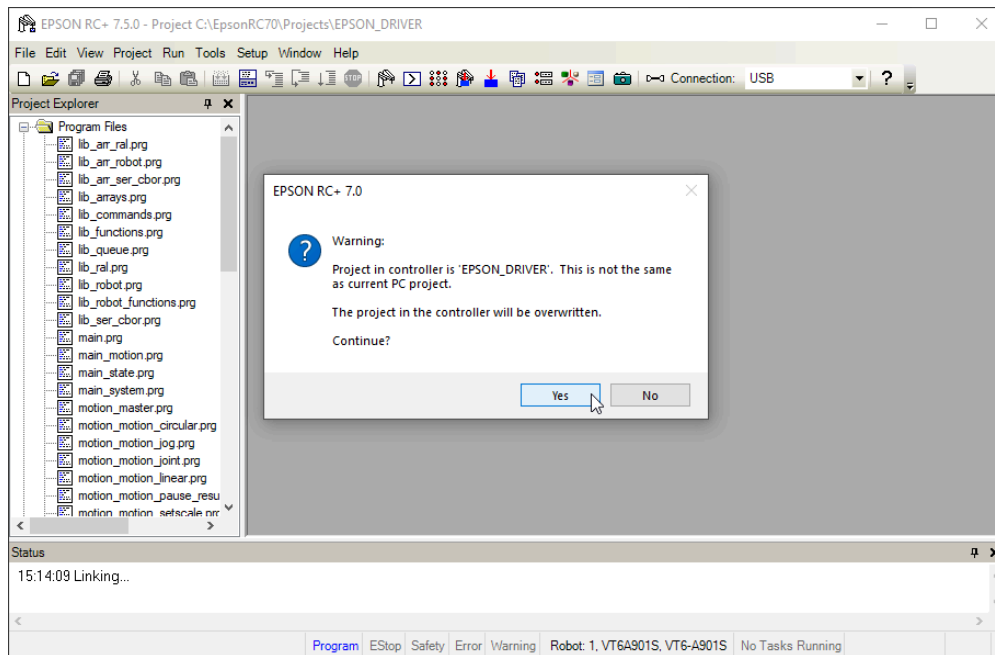 EPSON RC+ 7.5.0 - Project C:\EpsonRC70\Projects\EPSON_DRIVER
File Edit View Project Run Tools Setup Window Help
STOP Connection: USB ?
Project Explorer
Program Files
lib_arr_ral.prg
lib_arr_robot.prg
lib_arr_ser_cbor.prg
lib_arrays.prg
lib_commands.prg
lib_functions.prg
lib_queue.prg
lib_ral.prg
lib_robot.prg
lib_robot_functions.prg
lib_ser_cbor.prg
main.prg
main_motion.prg
main_state.prg
main_system.prg
motion_master.prg
motion_motion_circular.prg
motion_motion_jog.prg
motion_motion_joint.prg
motion_motion_linear.prg
motion_motion_pause_resu
motion_motion_setscale.prg
EPSON RC+ 7.0
?
Warning:
Project in controller is 'EPSON_DRIVER'. This is not the same
as current PC project.
The project in the controller will be overwritten.
Continue?
Yes No
Status
15:14:09 Linking...
Program EStop Safety Error Warning Robot: 1, VT6A901S, VT6-A901S No Tasks Running